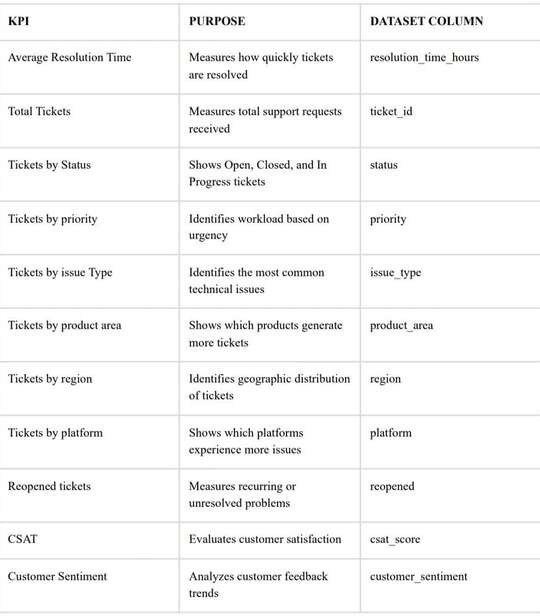 KPI PURPOSE DATASET COLUMN
Average Resolution Time Measures how quickly tickets resolution_time_hours
are resolved
Total Tickets Measures total support requests ticket_id
received
Tickets by Status Shows Open, Closed, and In status
Progress tickets
Tickets by priority Identifies workload based on priority
urgency
Tickets by issue Type Identifies the most common issue_type
technical issues
Tickets by product area Shows which products generate product_area
more tickets
Tickets by region Identifies geographic distribution region
of tickets
Tickets by platform Shows which platforms platform
experience more issues
Reopened tickets Measures recurring or reopened
unresolved problems
CSAT Evaluates customer satisfaction csat_score
Customer Sentiment Analyzes customer feedback customer_sentiment
trends